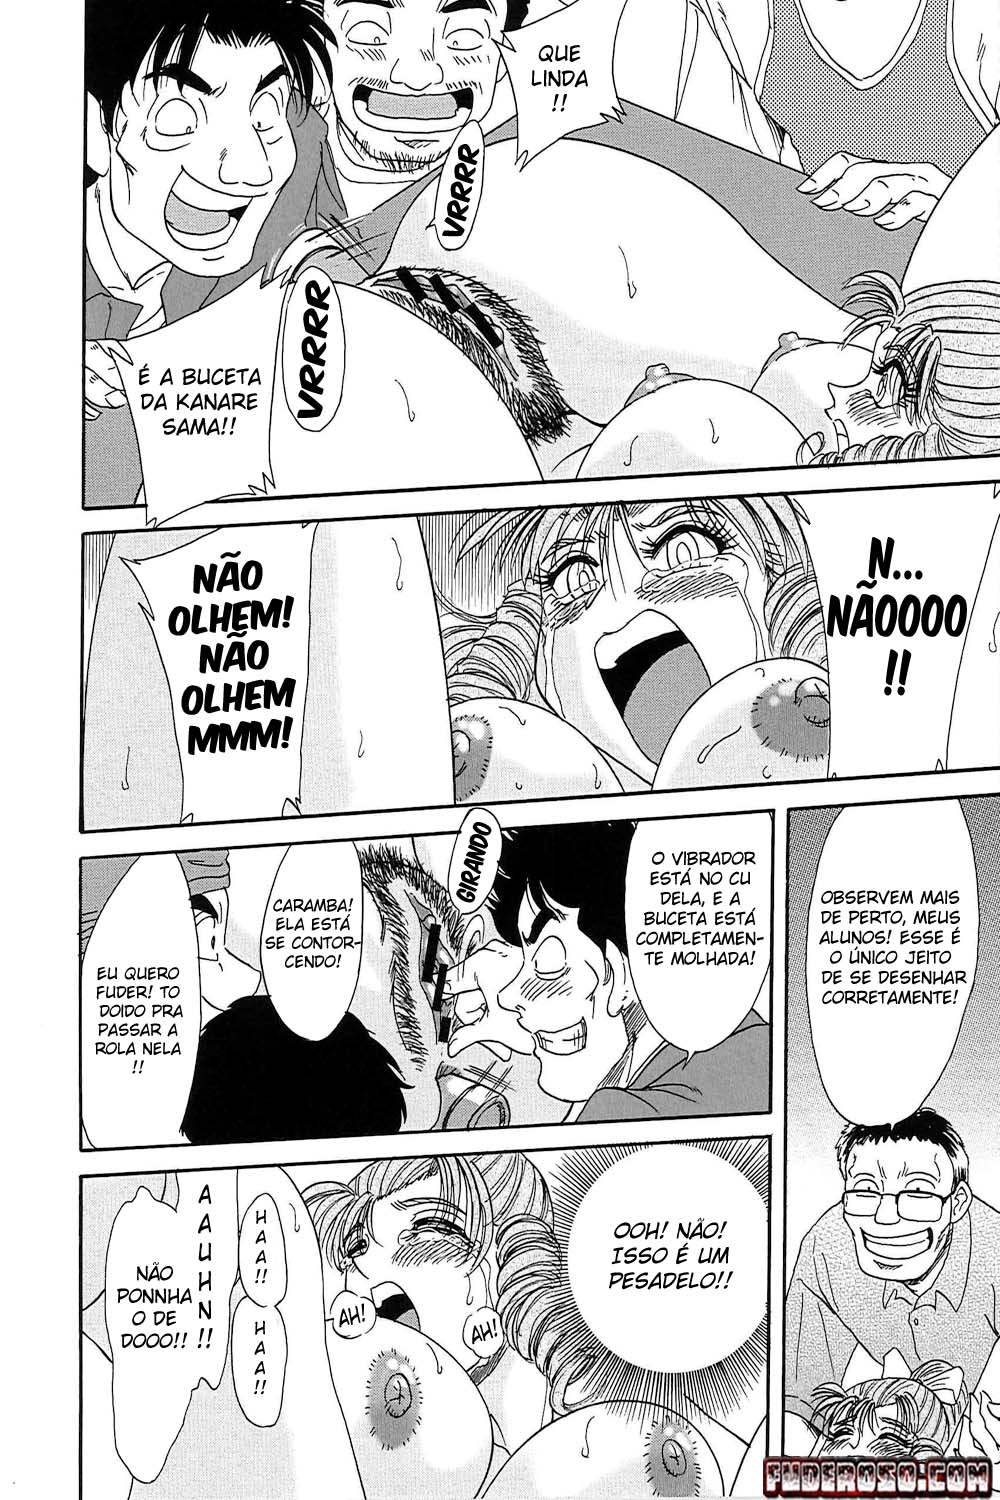 QUE
LINDA
!!
VRRRR
VRRRR
É A BUCETA
DA KANARE
SAMA!!
N...
NÃOOOO
!!
NÃO
OLHEM!
NÃO
OLHEM
MMM!
OBSERVEM MAIS
DE PERTO, MEUS
ALUNOS! ESSE É
O ÚNICO JEITO
DE SE DESENHAR
CORRETAMENTE!
O VIBRADOR
ESTÁ NO CU
DELA, E A
BUCETA ESTÁ
COMPLETAMEN-
TE MOLHADA!
GIRANDO
CARAMBA!
ELA ESTÁ
SE CONTOR-
CENDO!
EU QUERO
FUDER! TO
DOIDO PRA
PASSAR A
ROLA NELA
!!
OOH! NÃO!
ISSO É UM
PESADELO!!
AH!
AH!
HAA!!
HAA!!
AAUHN!!
NÃO
PONNHA
O DE
DOOO!!
FUDEROSO.COM